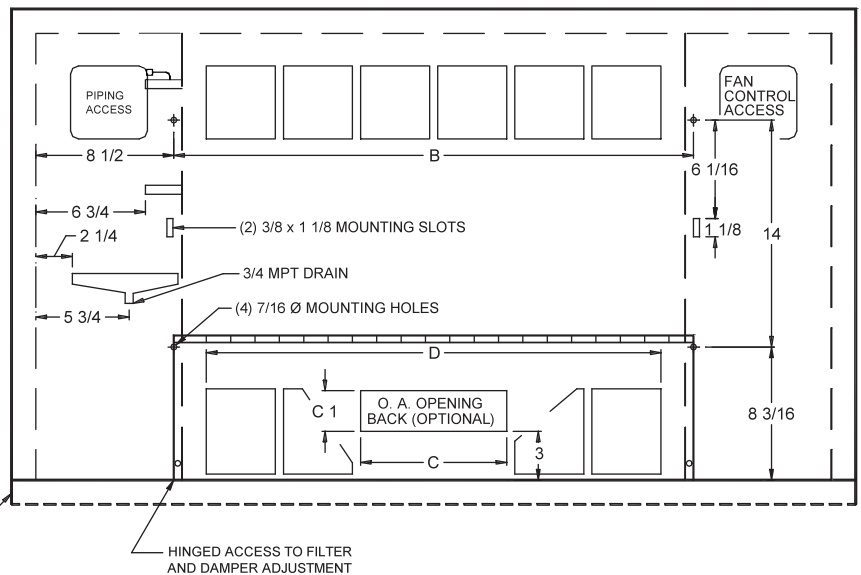 PIPING
ACCESS
FAN
CONTROL
ACCESS
8 1/2
B
6 1/16
6 3/4
(2) 3/8 x 1 1/8 MOUNTING SLOTS
1 1/8
14
2 1/4
3/4 MPT DRAIN
(4) 7/16 Ø MOUNTING HOLES
5 3/4
D
C 1
O. A. OPENING
BACK (OPTIONAL)
8 3/16
3
C
HINGED ACCESS TO FILTER
AND DAMPER ADJUSTMENT